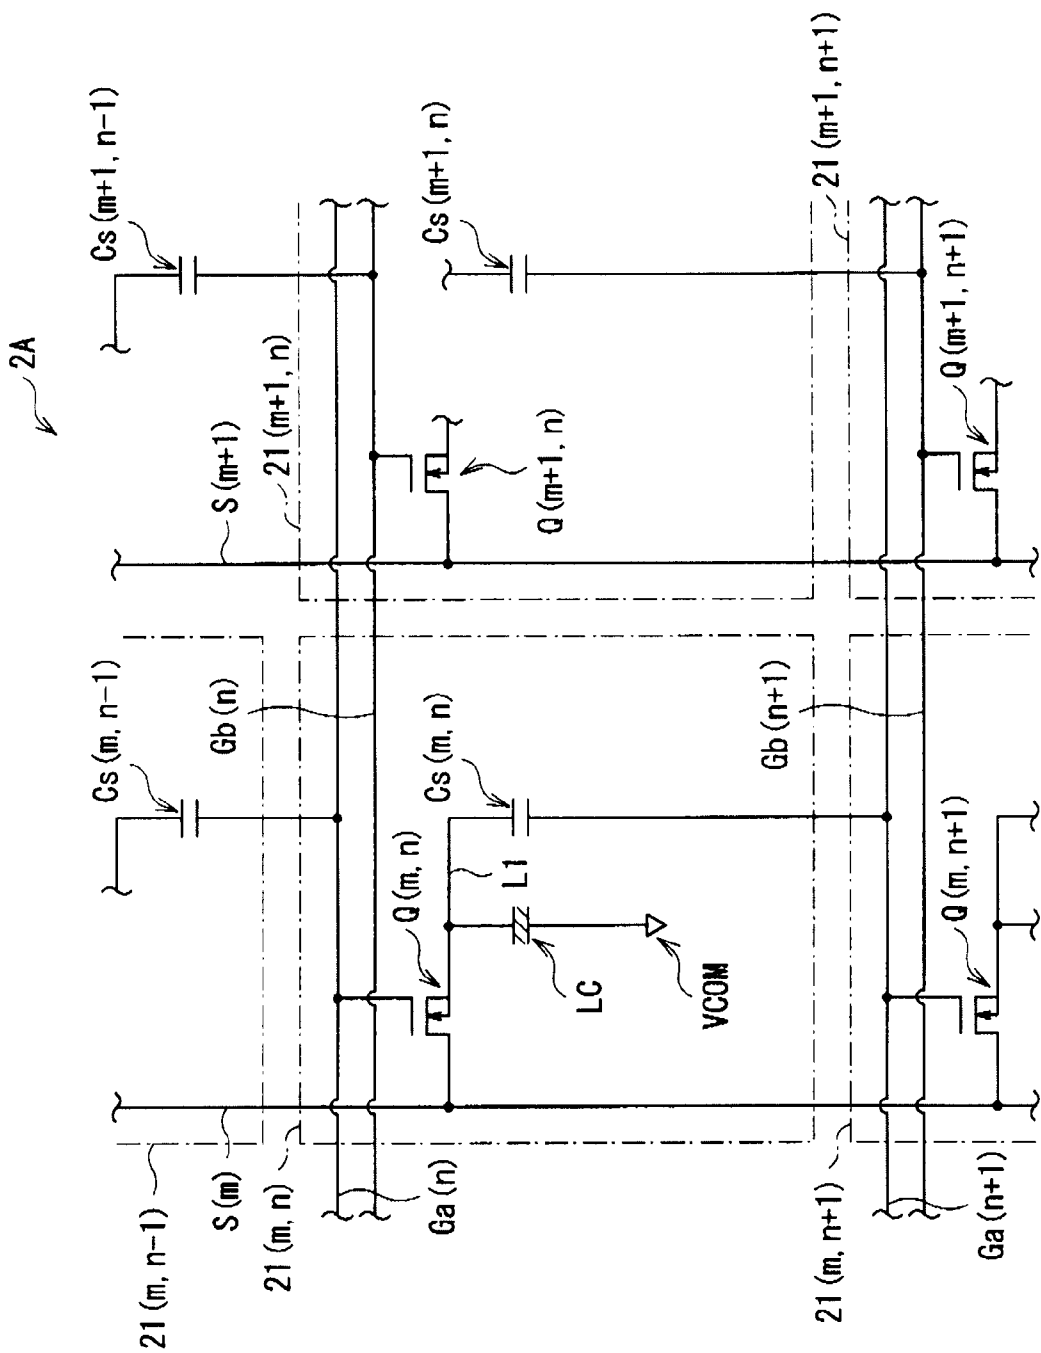 2A
Cs(m+1, n-1)
Cs(m+1, n)
21(m+1, n+1)
S(m+1)
21(m+1, n)
Q(m+1, n)
Q(m+1, n+1)
Cs(m, n-1)
Gb(n)
Cs(m, n)
Gb(n+1)
Q(m, n)
L1
Q(m, n+1)
LC
VCOM
21(m, n-1)
S(m)
21(m, n)
Ga(n)
21(m, n+1)
Ga(n+1)